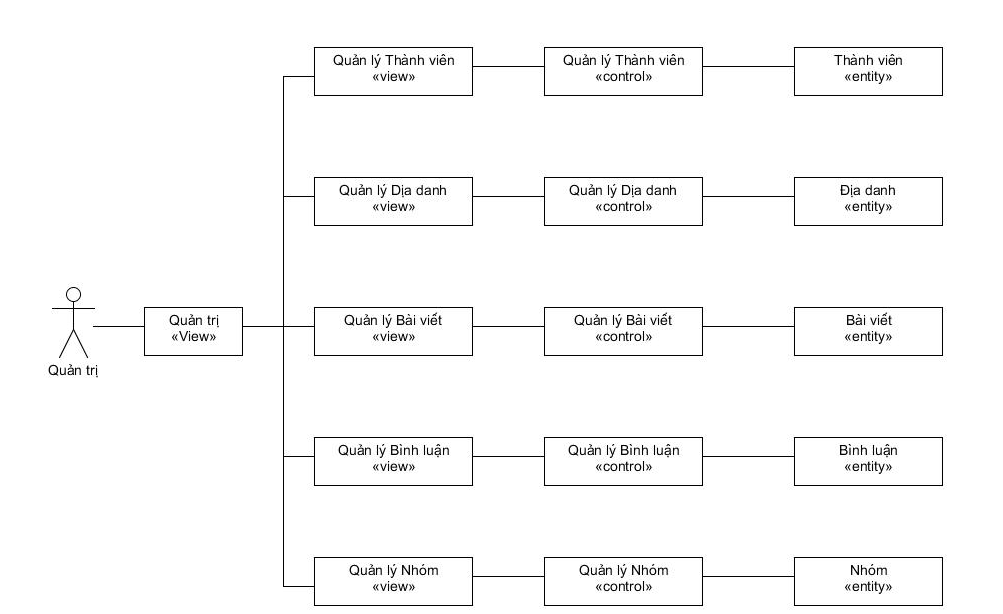 Quản lý Thành viên
«view»
Quản lý Thành viên
«control»
Thành viên
«entity»
Quản lý Dịa danh
«view»
Quản lý Dịa danh
«control»
Địa danh
«entity»
Quản trị
Quản trị
«View»
Quản lý Bài viết
«view»
Quản lý Bài viết
«control»
Bài viết
«entity»
Quản lý Bình luận
«view»
Quản lý Bình luận
«control»
Bình luận
«entity»
Quản lý Nhóm
«view»
Quản lý Nhóm
«control»
Nhóm
«entity»